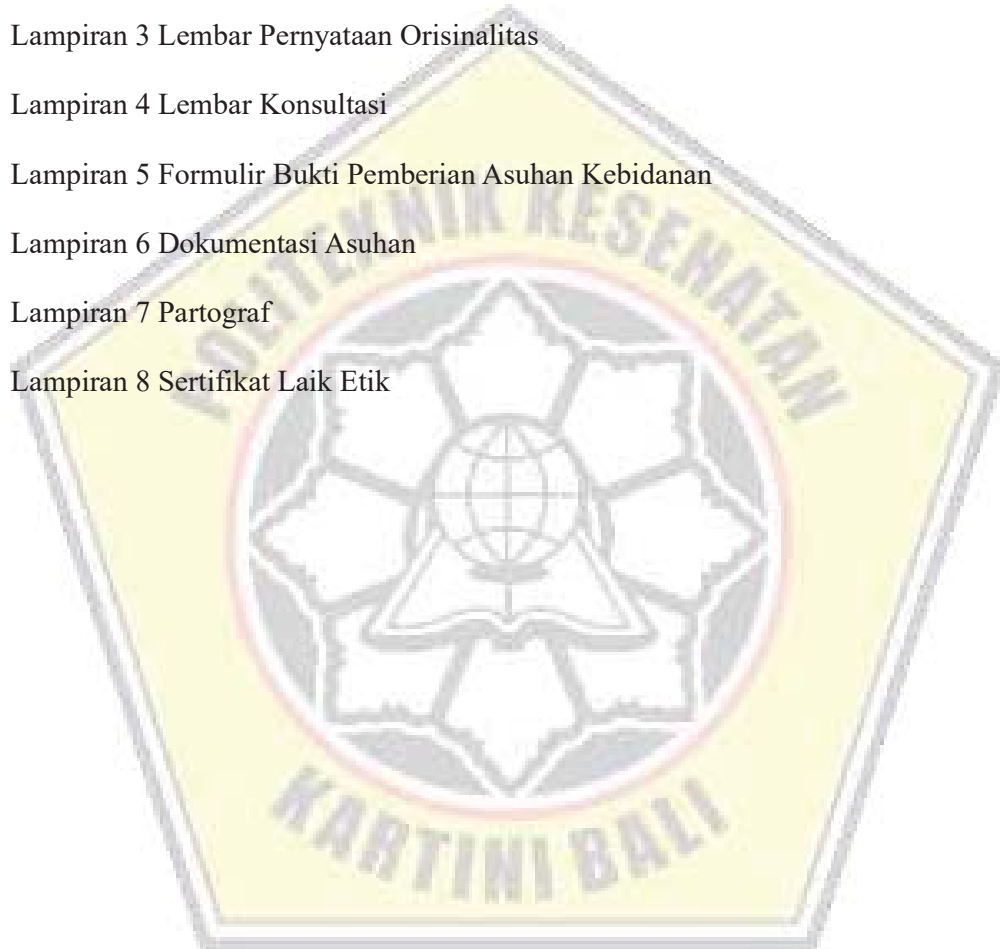 Lampiran 3 Lembar Pernyataan Orisinalitas
Lampiran 4 Lembar Konsultasi
Lampiran 5 Formulir Bukti Pemberian Asuhan Kebidanan
Lampiran 6 Dokumentasi Asuhan
Lampiran 7 Partograf
Lampiran 8 Sertifikat Laik Etik
POLITEKNIK KESEHATAN
KARTINI BALI